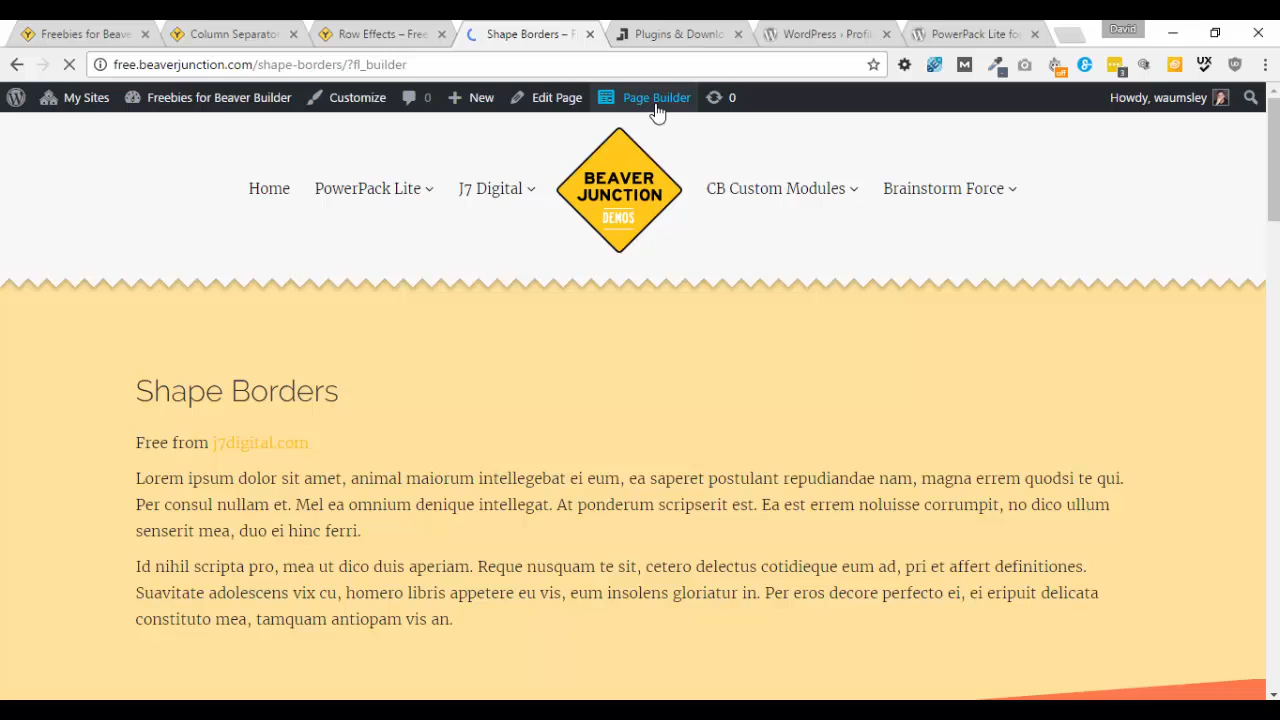 Freebies for Beave
Column Separator
Row Effects – Free
Shape Borders – F
Plugins & Downlo
WordPress › Profil
PowerPack Lite fo
David
free.beaverjunction.com/shape-borders/?fl_builder
My Sites
Freebies for Beaver Builder
Customize
0
New
Edit Page
Page Builder
0
Howdy, waumsley
Home
PowerPack Lite
J7 Digital
BEAVER
JUNCTION
DEMOS
CB Custom Modules
Brainstorm Force
Shape Borders
Free from j7digital.com
Lorem ipsum dolor sit amet, animal maiorum intellegebat ei eum, ea saperet postulant repudiandae nam, magna errem quodsi te qui.
Per consul nullam et. Mel ea omnium denique intellegat. At ponderum scripserit est. Ea est errem noluisse corrumpit, no dico ullum
senserit mea, duo ei hinc ferri.
Id nihil scripta pro, mea ut dico duis aperiam. Reque nusquam te sit, cetero delectus cotidieque eum ad, pri et affert definitiones.
Suavitate adolescens vix cu, homero libris appetere eu vis, eum insolens gloriatur in. Per eros decore perfecto ei, ei eripuit delicata
constituto mea, tamquam antiopam vis an.